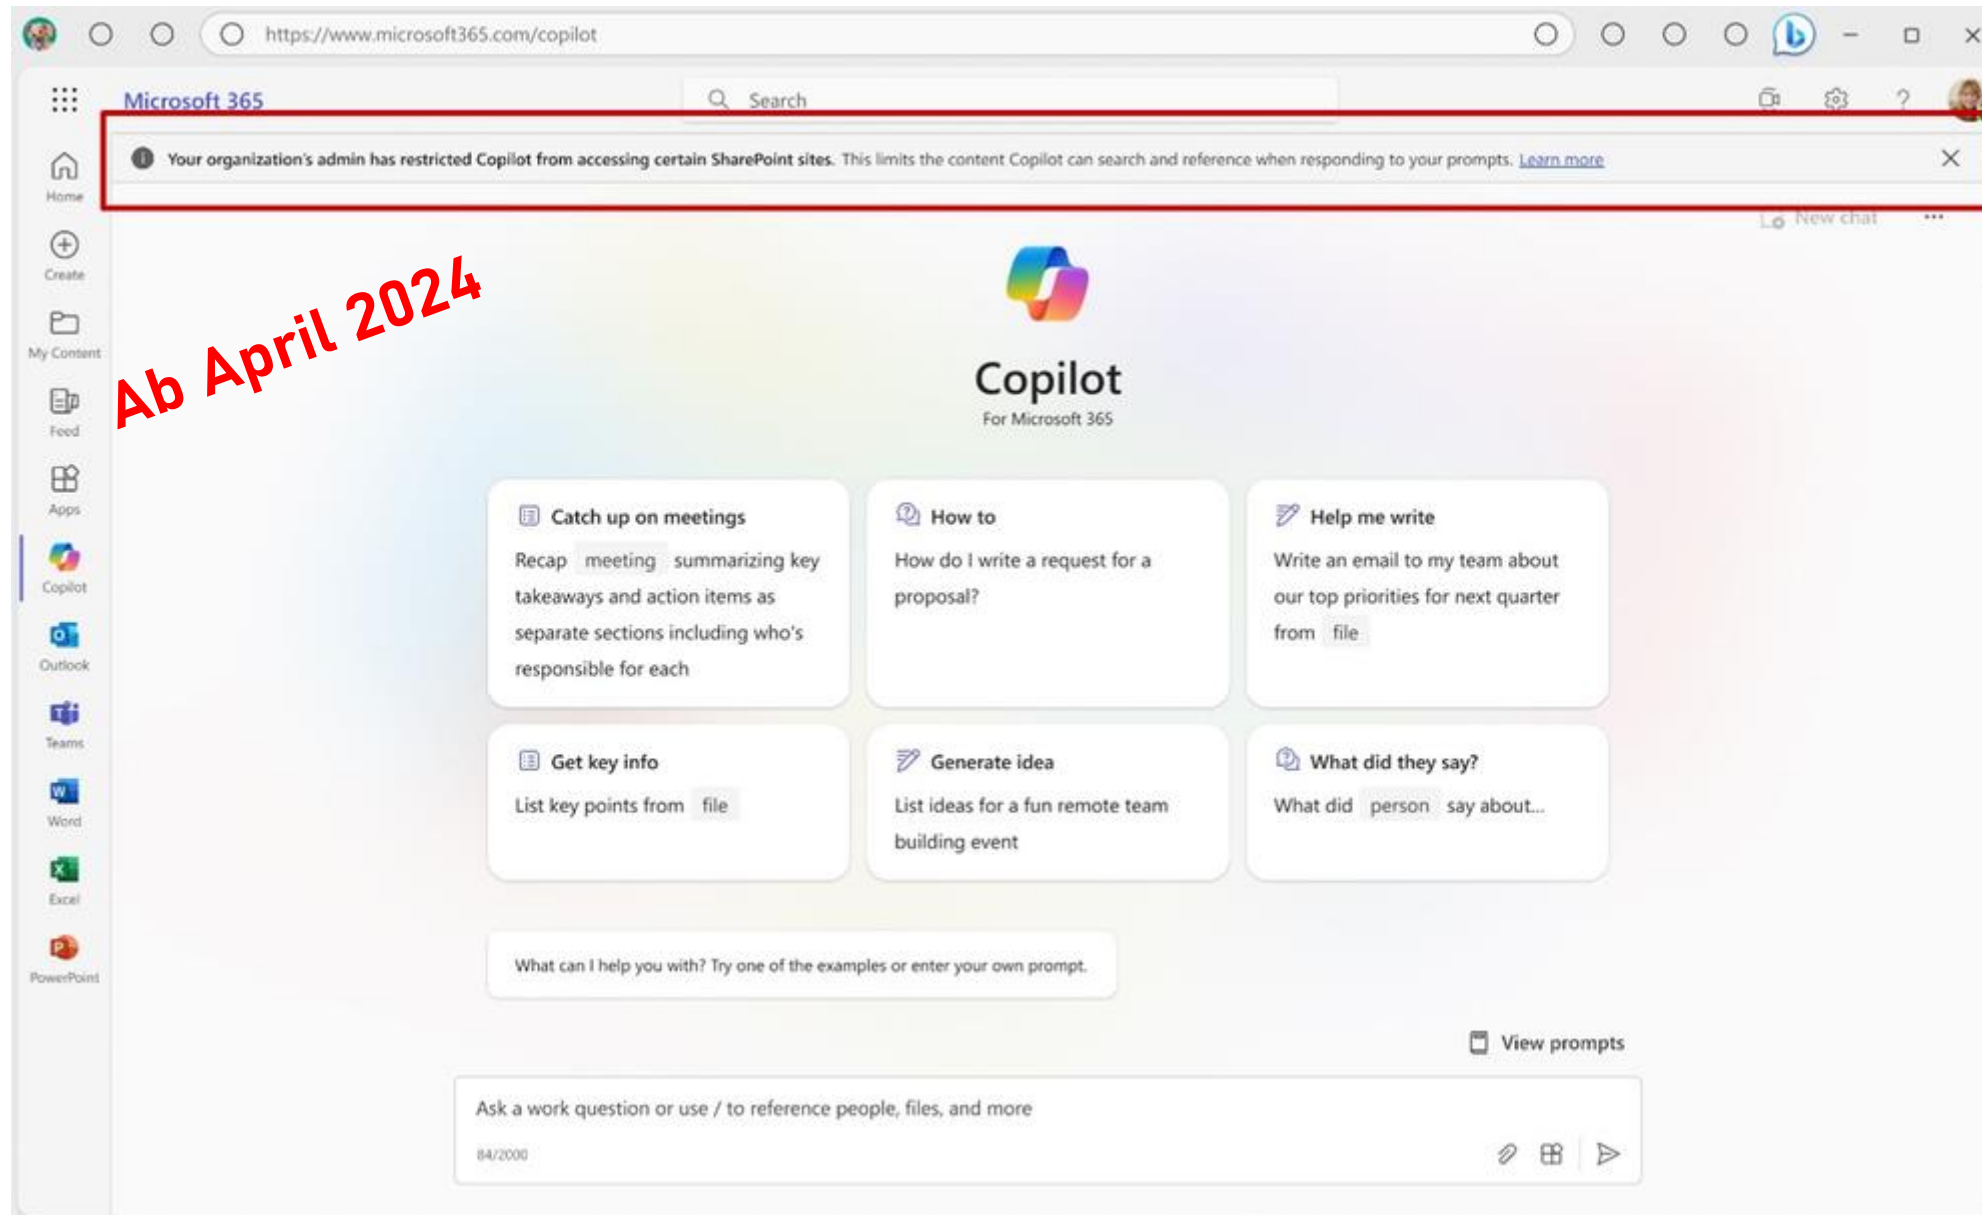 https://www.microsoft365.com/copilot
Microsoft 365
Search
Your organization's admin has restricted Copilot from accessing certain SharePoint sites. This limits the content Copilot can search and reference when responding to your prompts. Learn more
Home
New chat
Create
Ab April 2024
My Content
Feed
Apps
Copilot
Outlook
Teams
Word
Excel
PowerPoint
Copilot
For Microsoft 365
Catch up on meetings
Recap meeting summarizing key
takeaways and action items as
separate sections including who's
responsible for each
How to
How do I write a request for a
proposal?
Help me write
Write an email to my team about
our top priorities for next quarter
from file
Get key info
List key points from file
Generate idea
List ideas for a fun remote team
building event
What did they say?
What did person say about...
What can I help you with? Try one of the examples or enter your own prompt.
View prompts
Ask a work question or use / to reference people, files, and more
84/2000